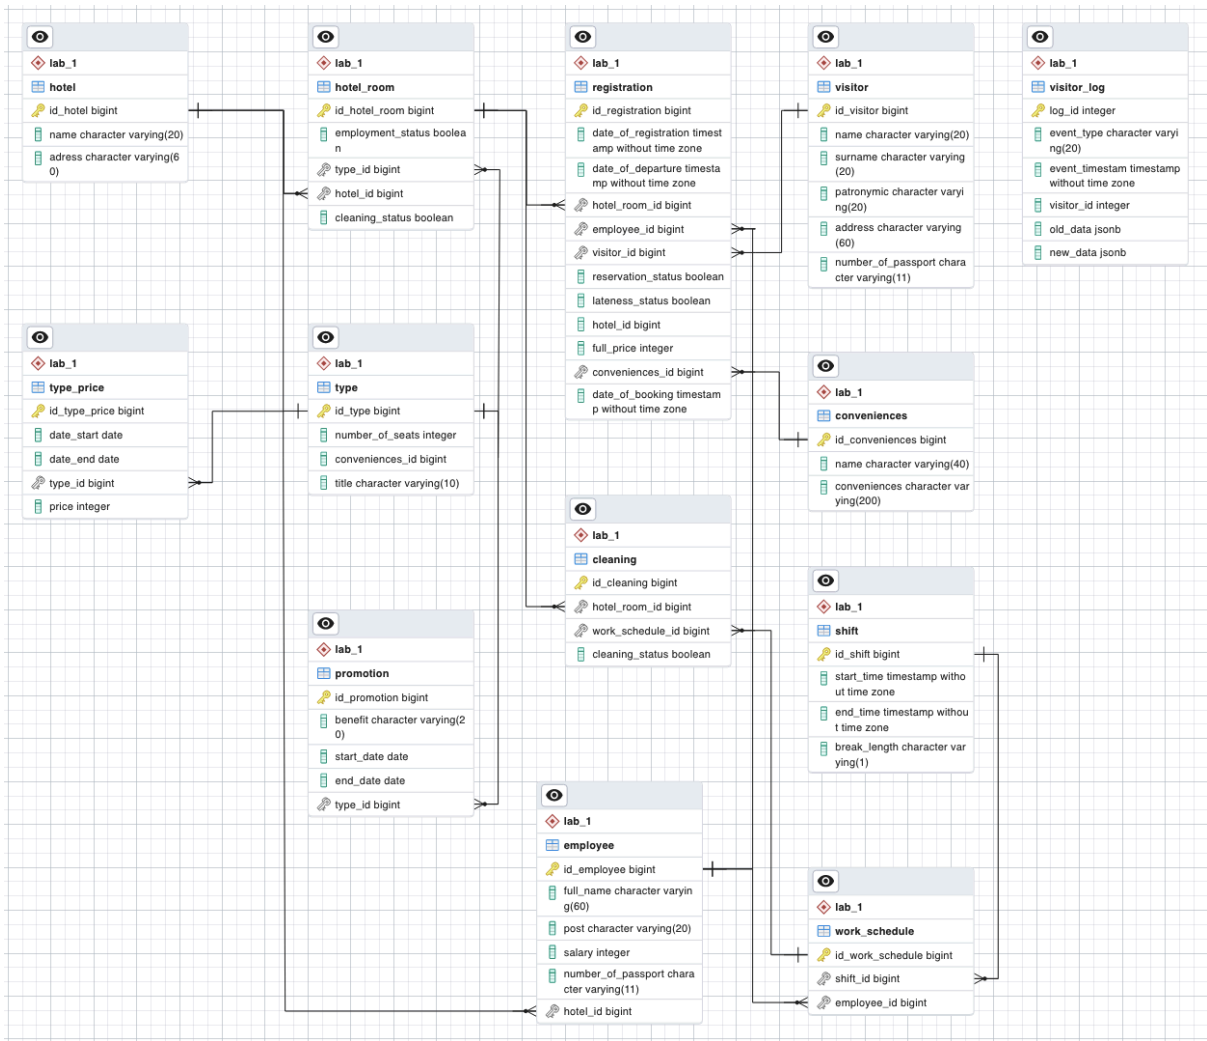 lab_1
hotel
id_hotel bigint
name character varying(20)
adress character varying(6
0)
lab_1
hotel_room
id_hotel_room bigint
employment_status boolea
n
type_id bigint
hotel_id bigint
cleaning_status boolean
lab_1
registration
id_registration bigint
date_of_registration timest
amp without time zone
date_of_departure timesta
mp without time zone
hotel_room_id bigint
employee_id bigint
visitor_id bigint
reservation_status boolean
lateness_status boolean
hotel_id bigint
full_price integer
conveniences_id bigint
date_of_booking timestam
p without time zone
lab_1
visitor
id_visitor bigint
name character varying(20)
surname character varying
(20)
patronymic character varyi
ng(20)
address character varying
(60)
number_of_passport chara
cter varying(11)
lab_1
visitor_log
log_id integer
event_type character varyi
ng(20)
event_timestam timestamp
without time zone
visitor_id integer
old_data jsonb
new_data jsonb
lab_1
type_price
id_type_price bigint
date_start date
date_end date
type_id bigint
price integer
lab_1
type
id_type bigint
number_of_seats integer
conveniences_id bigint
title character varying(10)
lab_1
conveniences
id_conveniences bigint
name character varying(40)
conveniences character var
ying(200)
lab_1
cleaning
id_cleaning bigint
hotel_room_id bigint
work_schedule_id bigint
cleaning_status boolean
lab_1
shift
id_shift bigint
start_time timestamp witho
ut time zone
end_time timestamp withou
t time zone
break_length character var
ying(1)
lab_1
promotion
id_promotion bigint
benefit character varying(2
0)
start_date date
end_date date
type_id bigint
lab_1
employee
id_employee bigint
full_name character varyin
g(60)
post character varying(20)
salary integer
number_of_passport chara
cter varying(11)
hotel_id bigint
lab_1
work_schedule
id_work_schedule bigint
shift_id bigint
employee_id bigint